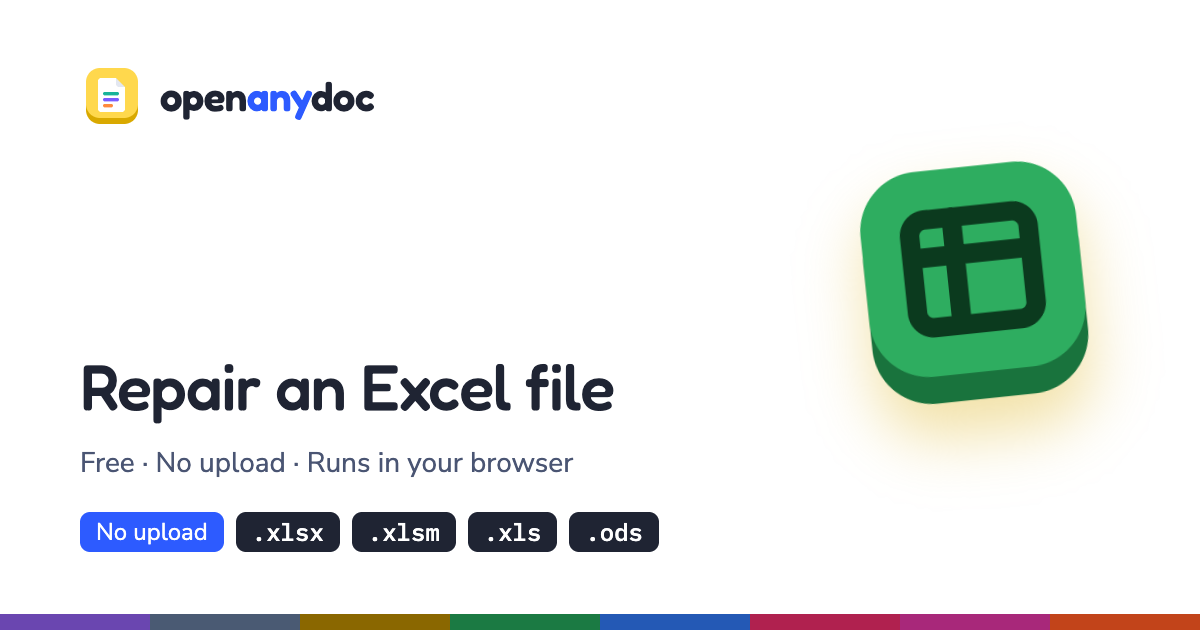 openanydoc
Repair an Excel file
Free · No upload · Runs in your browser
No upload .xlsx .xlsm .xls .ods